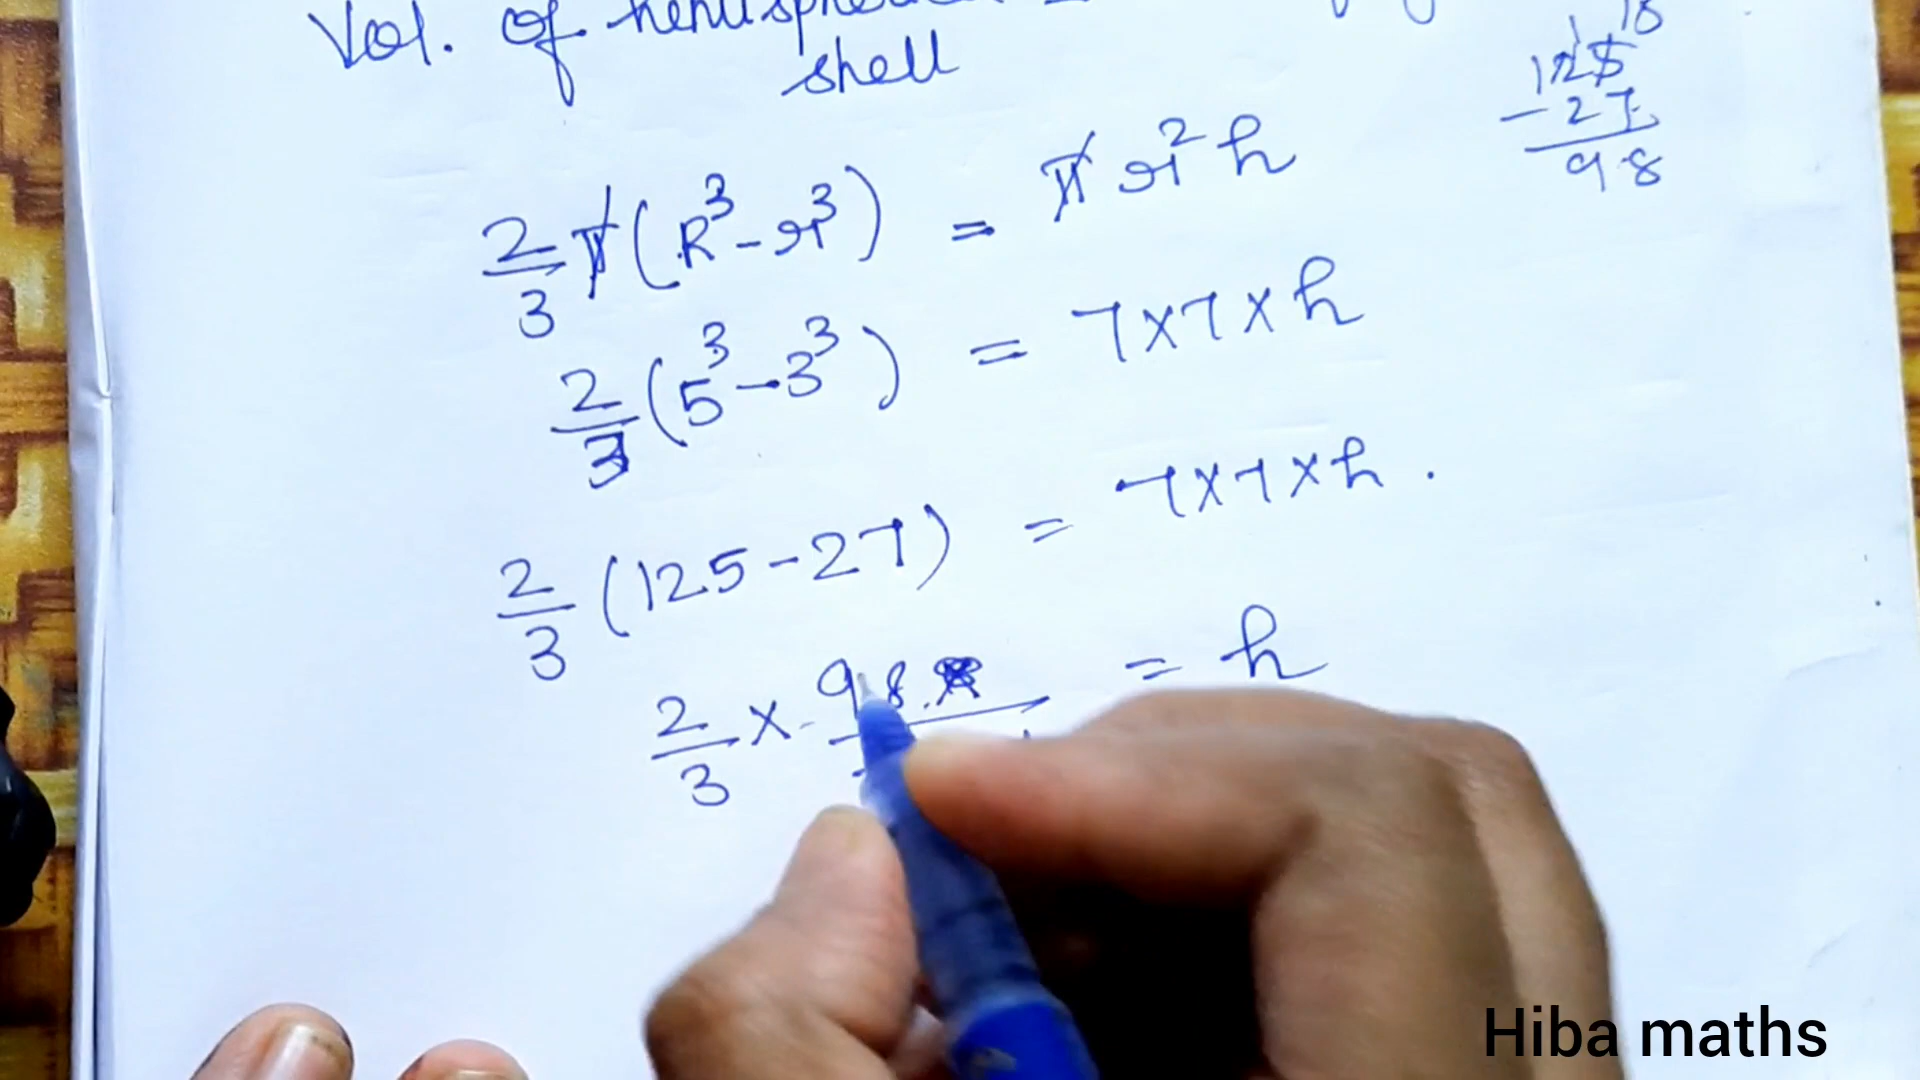 Vol. of hemispherical
shell
125
- 27
98
2/3 π (R³ - r³) = π r² h
2/3 (5³ - 3³) = 7 × 7 × h
2/3 (125 - 27) = 7 × 7 × h .
2/3 × 98 = h
Hiba maths